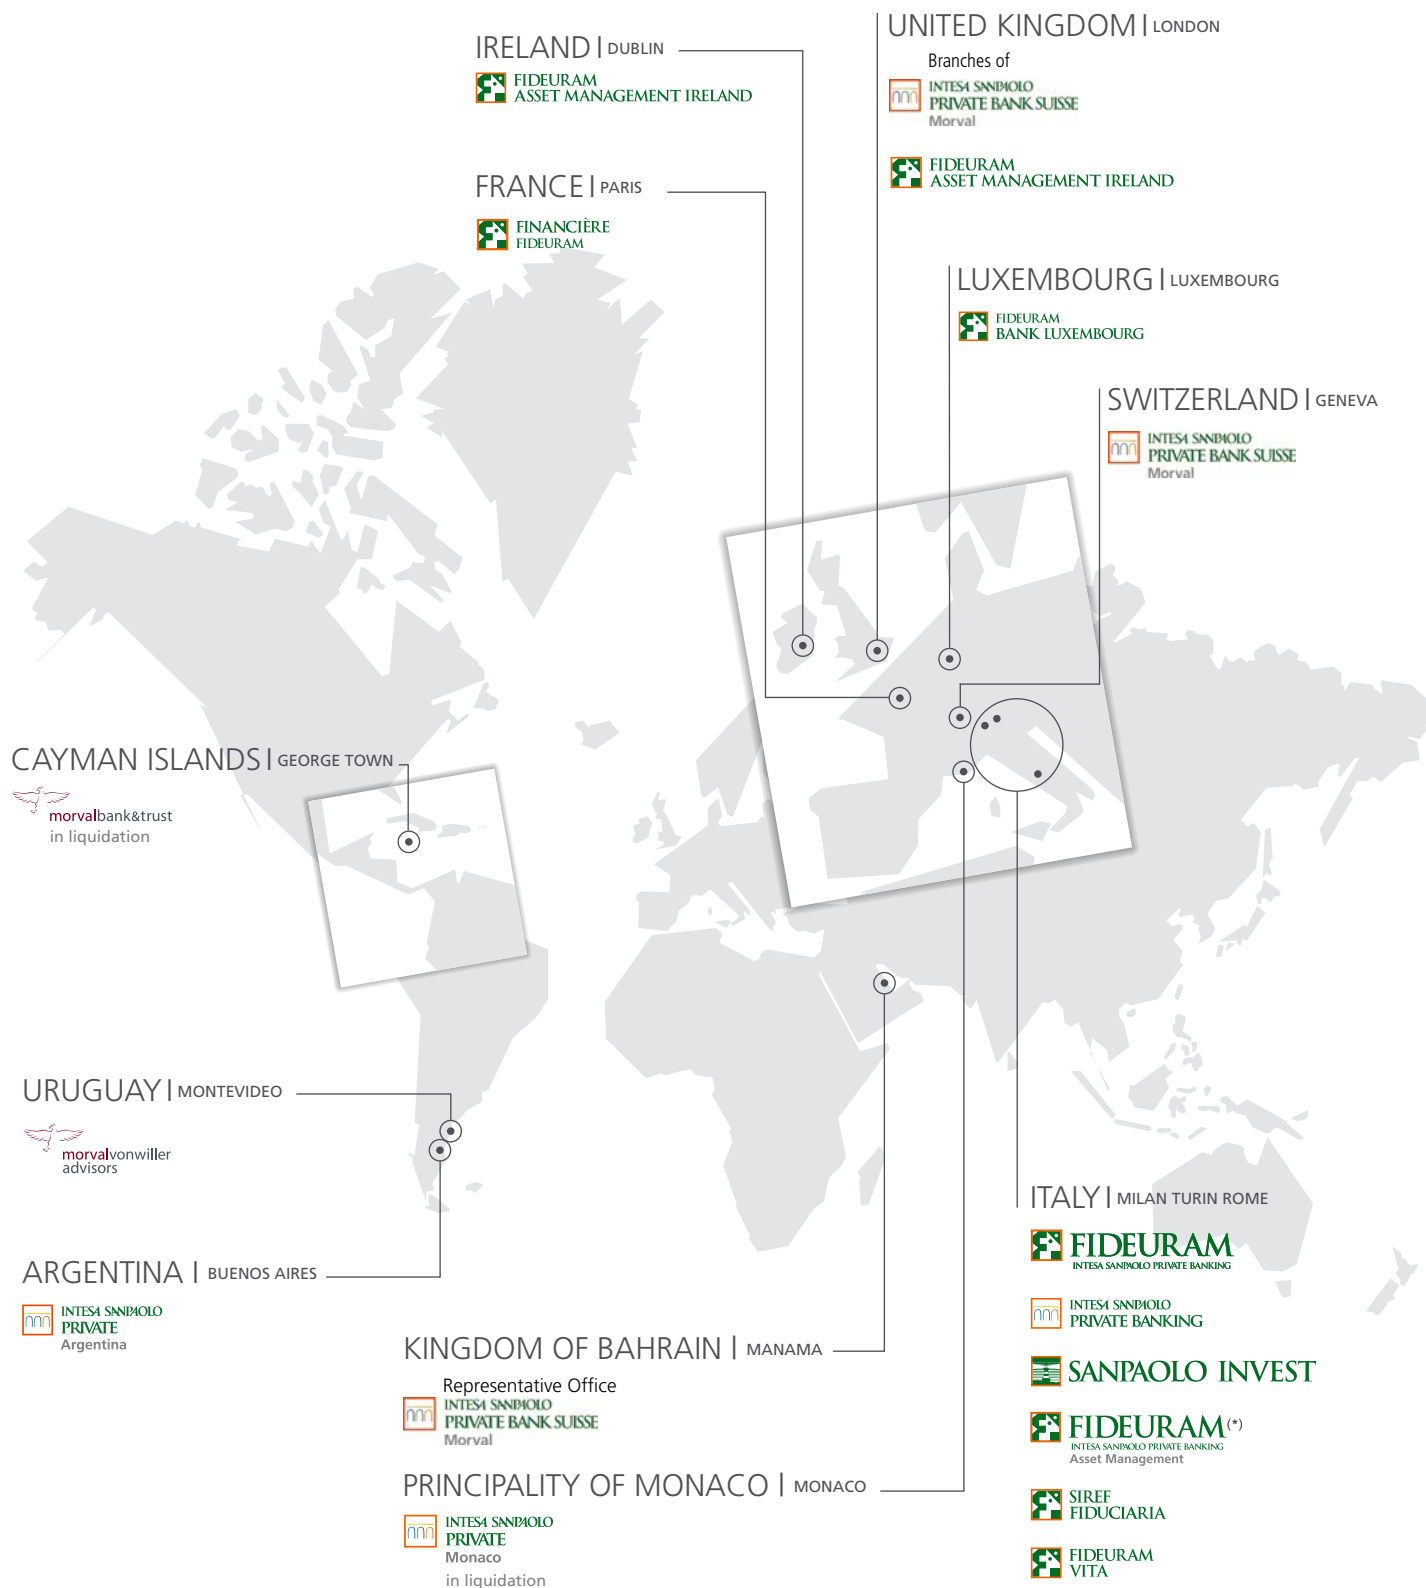 IRELAND | DUBLIN
FIDEURAM
ASSET MANAGEMENT IRELAND
UNITED KINGDOM | LONDON
Branches of
INTESA SANPAOLO
PRIVATE BANK SUISSE
Morval
FIDEURAM
ASSET MANAGEMENT IRELAND
FRANCE | PARIS
FINANCIÈRE
FIDEURAM
LUXEMBOURG | LUXEMBOURG
FIDEURAM
BANK LUXEMBOURG
SWITZERLAND | GENEVA
INTESA SANPAOLO
PRIVATE BANK SUISSE
Morval
CAYMAN ISLANDS | GEORGE TOWN
morvalbank&trust
in liquidation
URUGUAY | MONTEVIDEO
morvalvonwiller
advisors
ARGENTINA | BUENOS AIRES
INTESA SANPAOLO
PRIVATE
Argentina
KINGDOM OF BAHRAIN | MANAMA
Representative Office
INTESA SANPAOLO
PRIVATE BANK SUISSE
Morval
PRINCIPALITY OF MONACO | MONACO
INTESA SANPAOLO
PRIVATE
Monaco
in liquidation
ITALY | MILAN TURIN ROME
FIDEURAM
INTESA SANPAOLO PRIVATE BANKING
INTESA SANPAOLO
PRIVATE BANKING
SANPAOLO INVEST
FIDEURAM (*)
INTESA SANPAOLO PRIVATE BANKING
Asset Management
SIREF
FIDUCIARIA
FIDEURAM
VITA